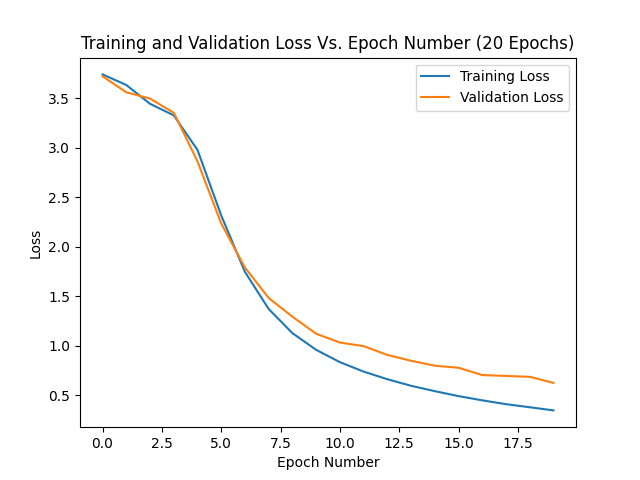 Training and Validation Loss Vs. Epoch Number (20 Epochs)
Training Loss
Validation Loss
3.5
3.0
2.5
2.0
1.5
1.0
0.5
Loss
0.0 2.5 5.0 7.5 10.0 12.5 15.0 17.5
Epoch Number